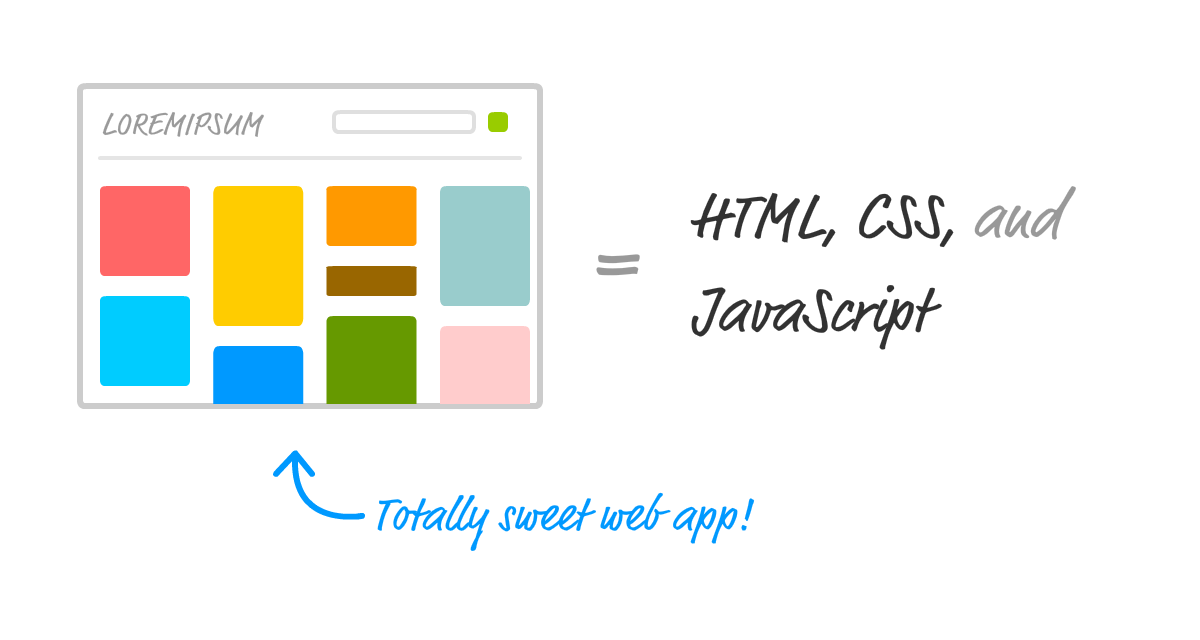 LOREMIPSUM
=
HTML, CSS, and
JavaScript
Totally sweet web app!